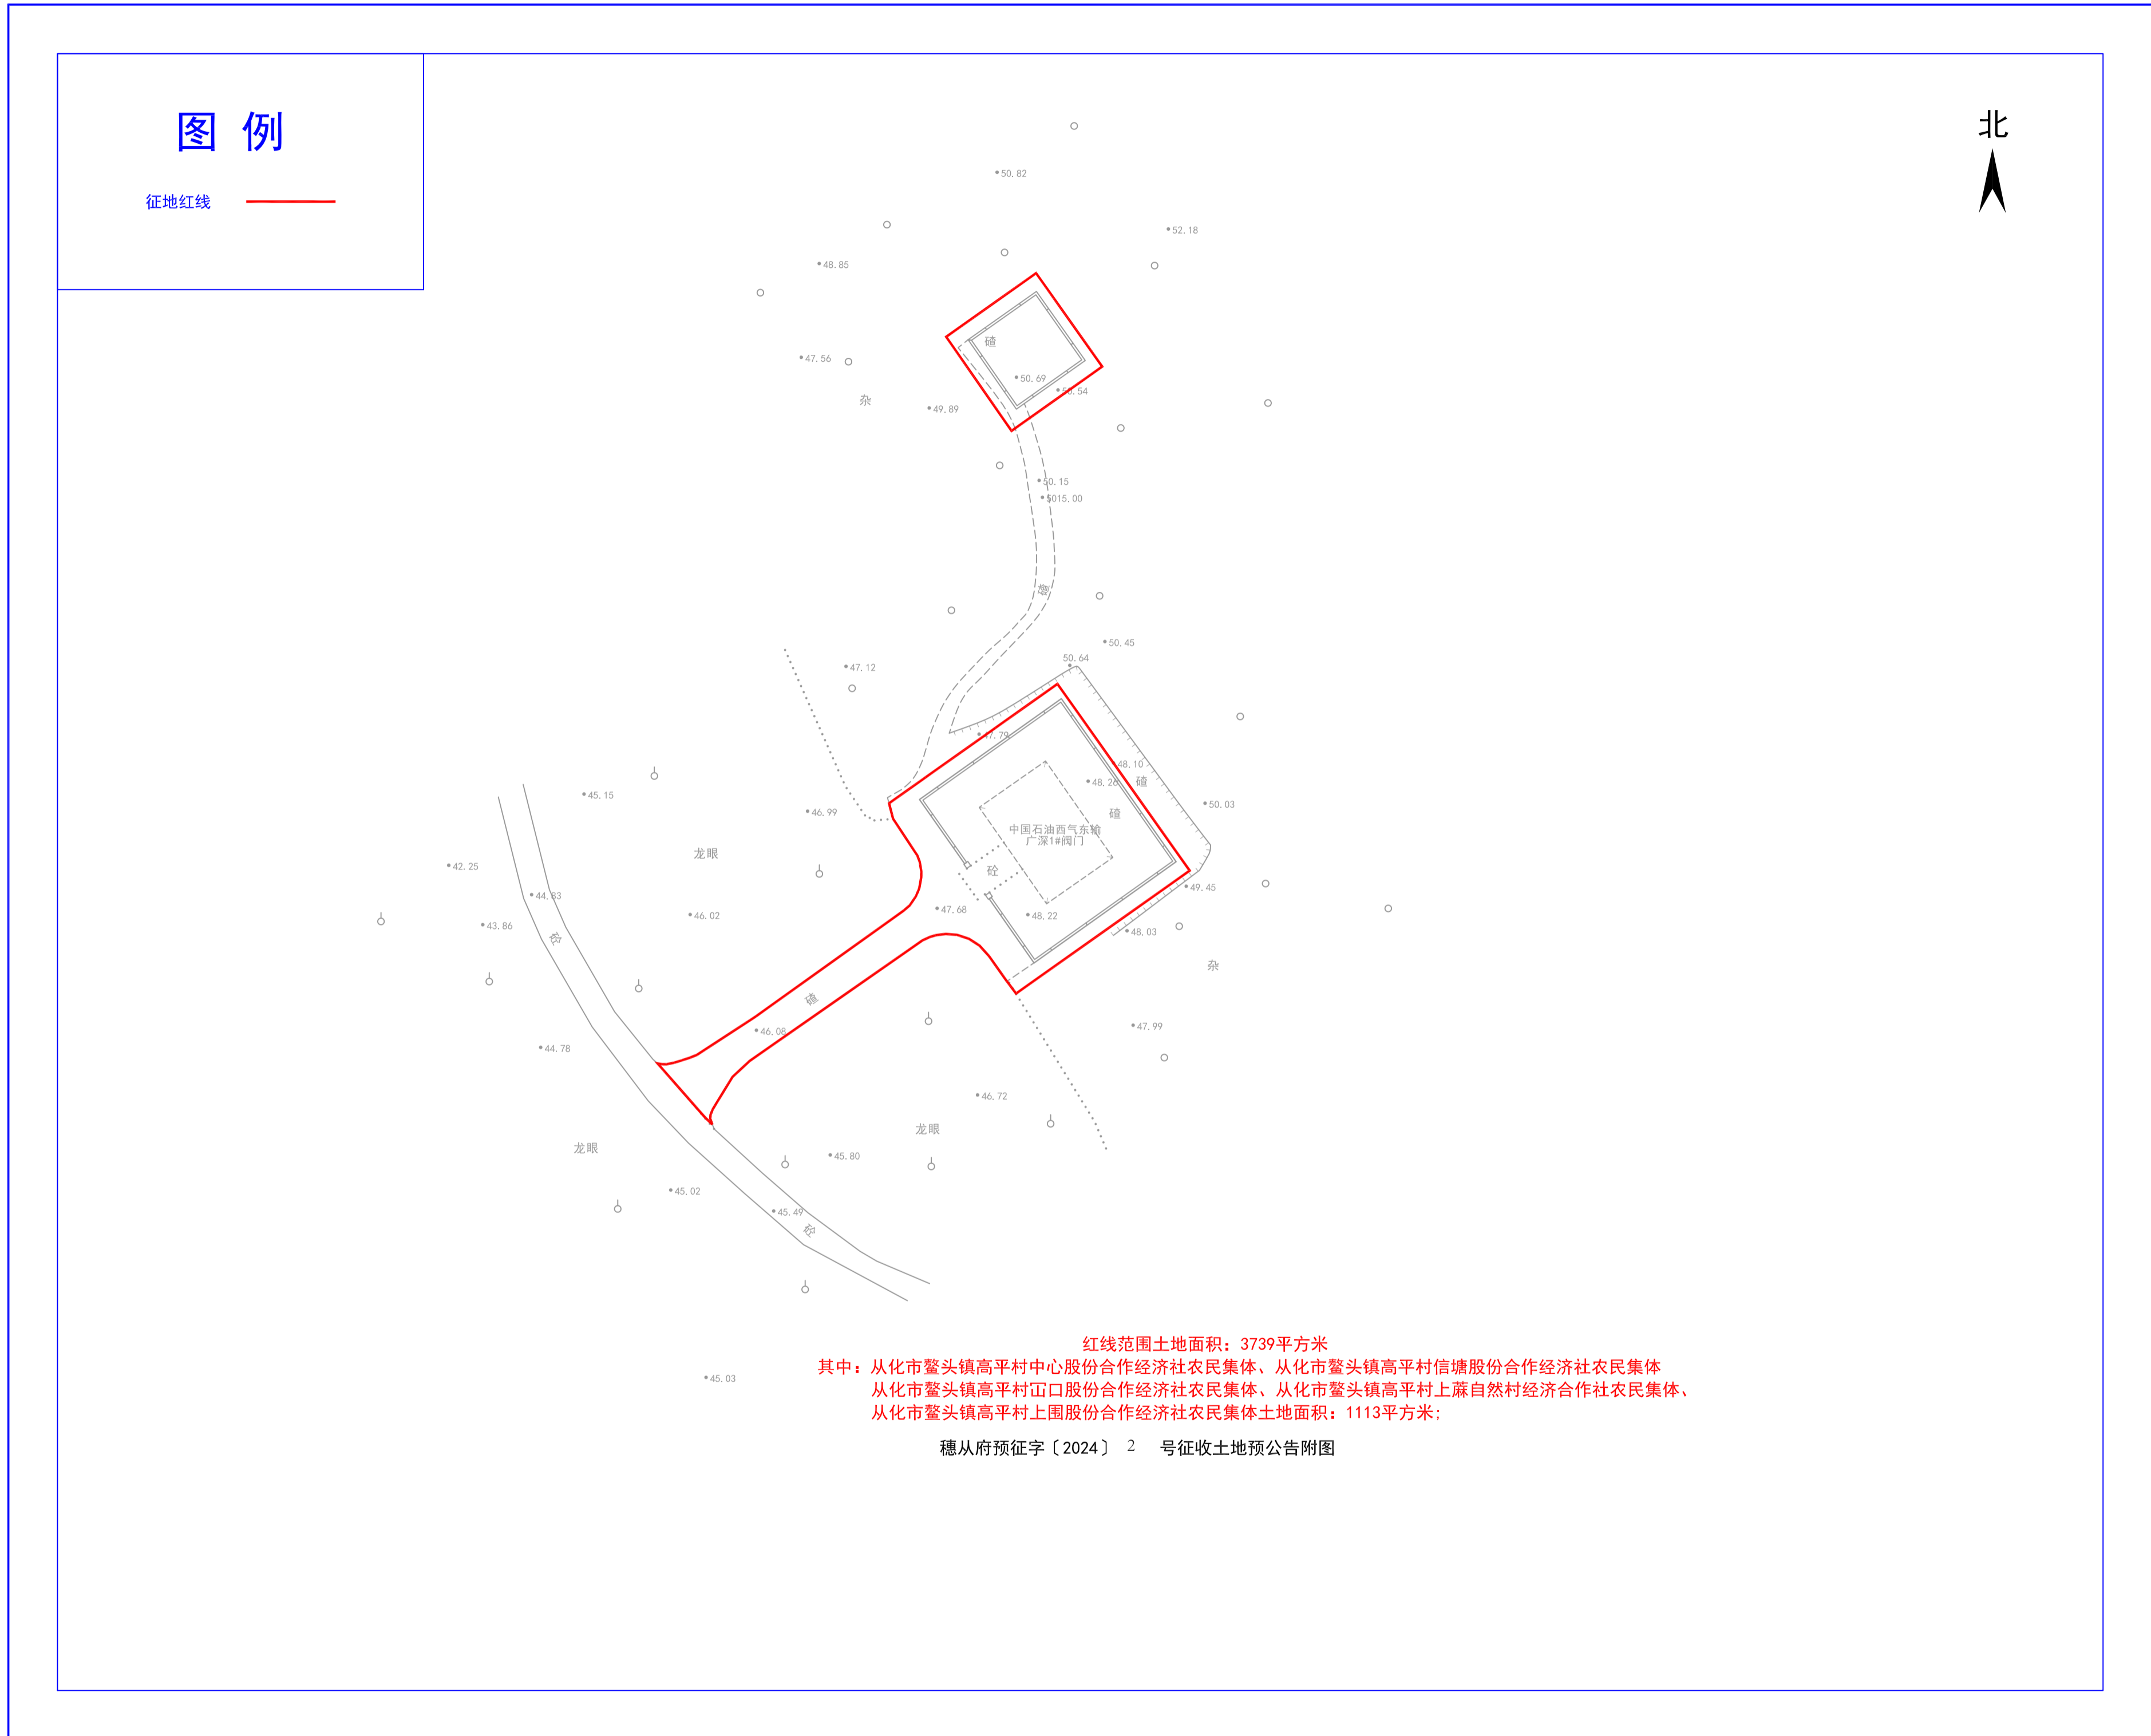 图 例
北
征地红线
50.82
52.18
48.85
碴
47.56
50.69
杂
49.89
50.15
5015.00
碴
50.45
50.64
47.12
47.79
48.10
48.26
碴
45.15
50.03
46.99
碴
中国石油西气东输
广深1#阀门
龙眼
42.25
砼
49.45
44.83
47.68
46.02
48.22
43.86
48.03
砼
杂
碴
47.99
46.08
44.78
46.72
龙眼
龙眼
45.80
45.02
45.49
砼
红线范围土地面积：3739平方米
其中：从化市鳌头镇高平村中心股份合作经济社农民集体、从化市鳌头镇高平村信塘股份合作经济社农民集体
从化市鳌头镇高平村冚口股份合作经济社农民集体、从化市鳌头镇高平村上蔴自然村经济合作社农民集体、
45.03
从化市鳌头镇高平村上围股份合作经济社农民集体土地面积：1113平方米;
穗从府预征字〔2024〕 2 号征收土地预公告附图